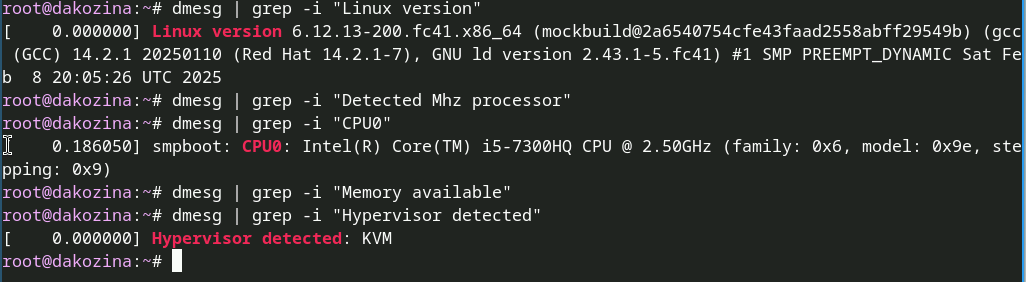 root@dakozina:~# dmesg | grep -i "Linux version"
[    0.000000] Linux version 6.12.13-200.fc41.x86_64 (mockbuild@2a6540754cfe43faad2558abff29549b) (gcc
 (GCC) 14.2.1 20250110 (Red Hat 14.2.1-7), GNU ld version 2.43.1-5.fc41) #1 SMP PREEMPT_DYNAMIC Sat Fe
b  8 20:05:26 UTC 2025
root@dakozina:~# dmesg | grep -i "Detected Mhz processor"
root@dakozina:~# dmesg | grep -i "CPU0"
[    0.186050] smpboot: CPU0: Intel(R) Core(TM) i5-7300HQ CPU @ 2.50GHz (family: 0x6, model: 0x9e, ste
pping: 0x9)
root@dakozina:~# dmesg | grep -i "Memory available"
root@dakozina:~# dmesg | grep -i "Hypervisor detected"
[    0.000000] Hypervisor detected: KVM
root@dakozina:~#